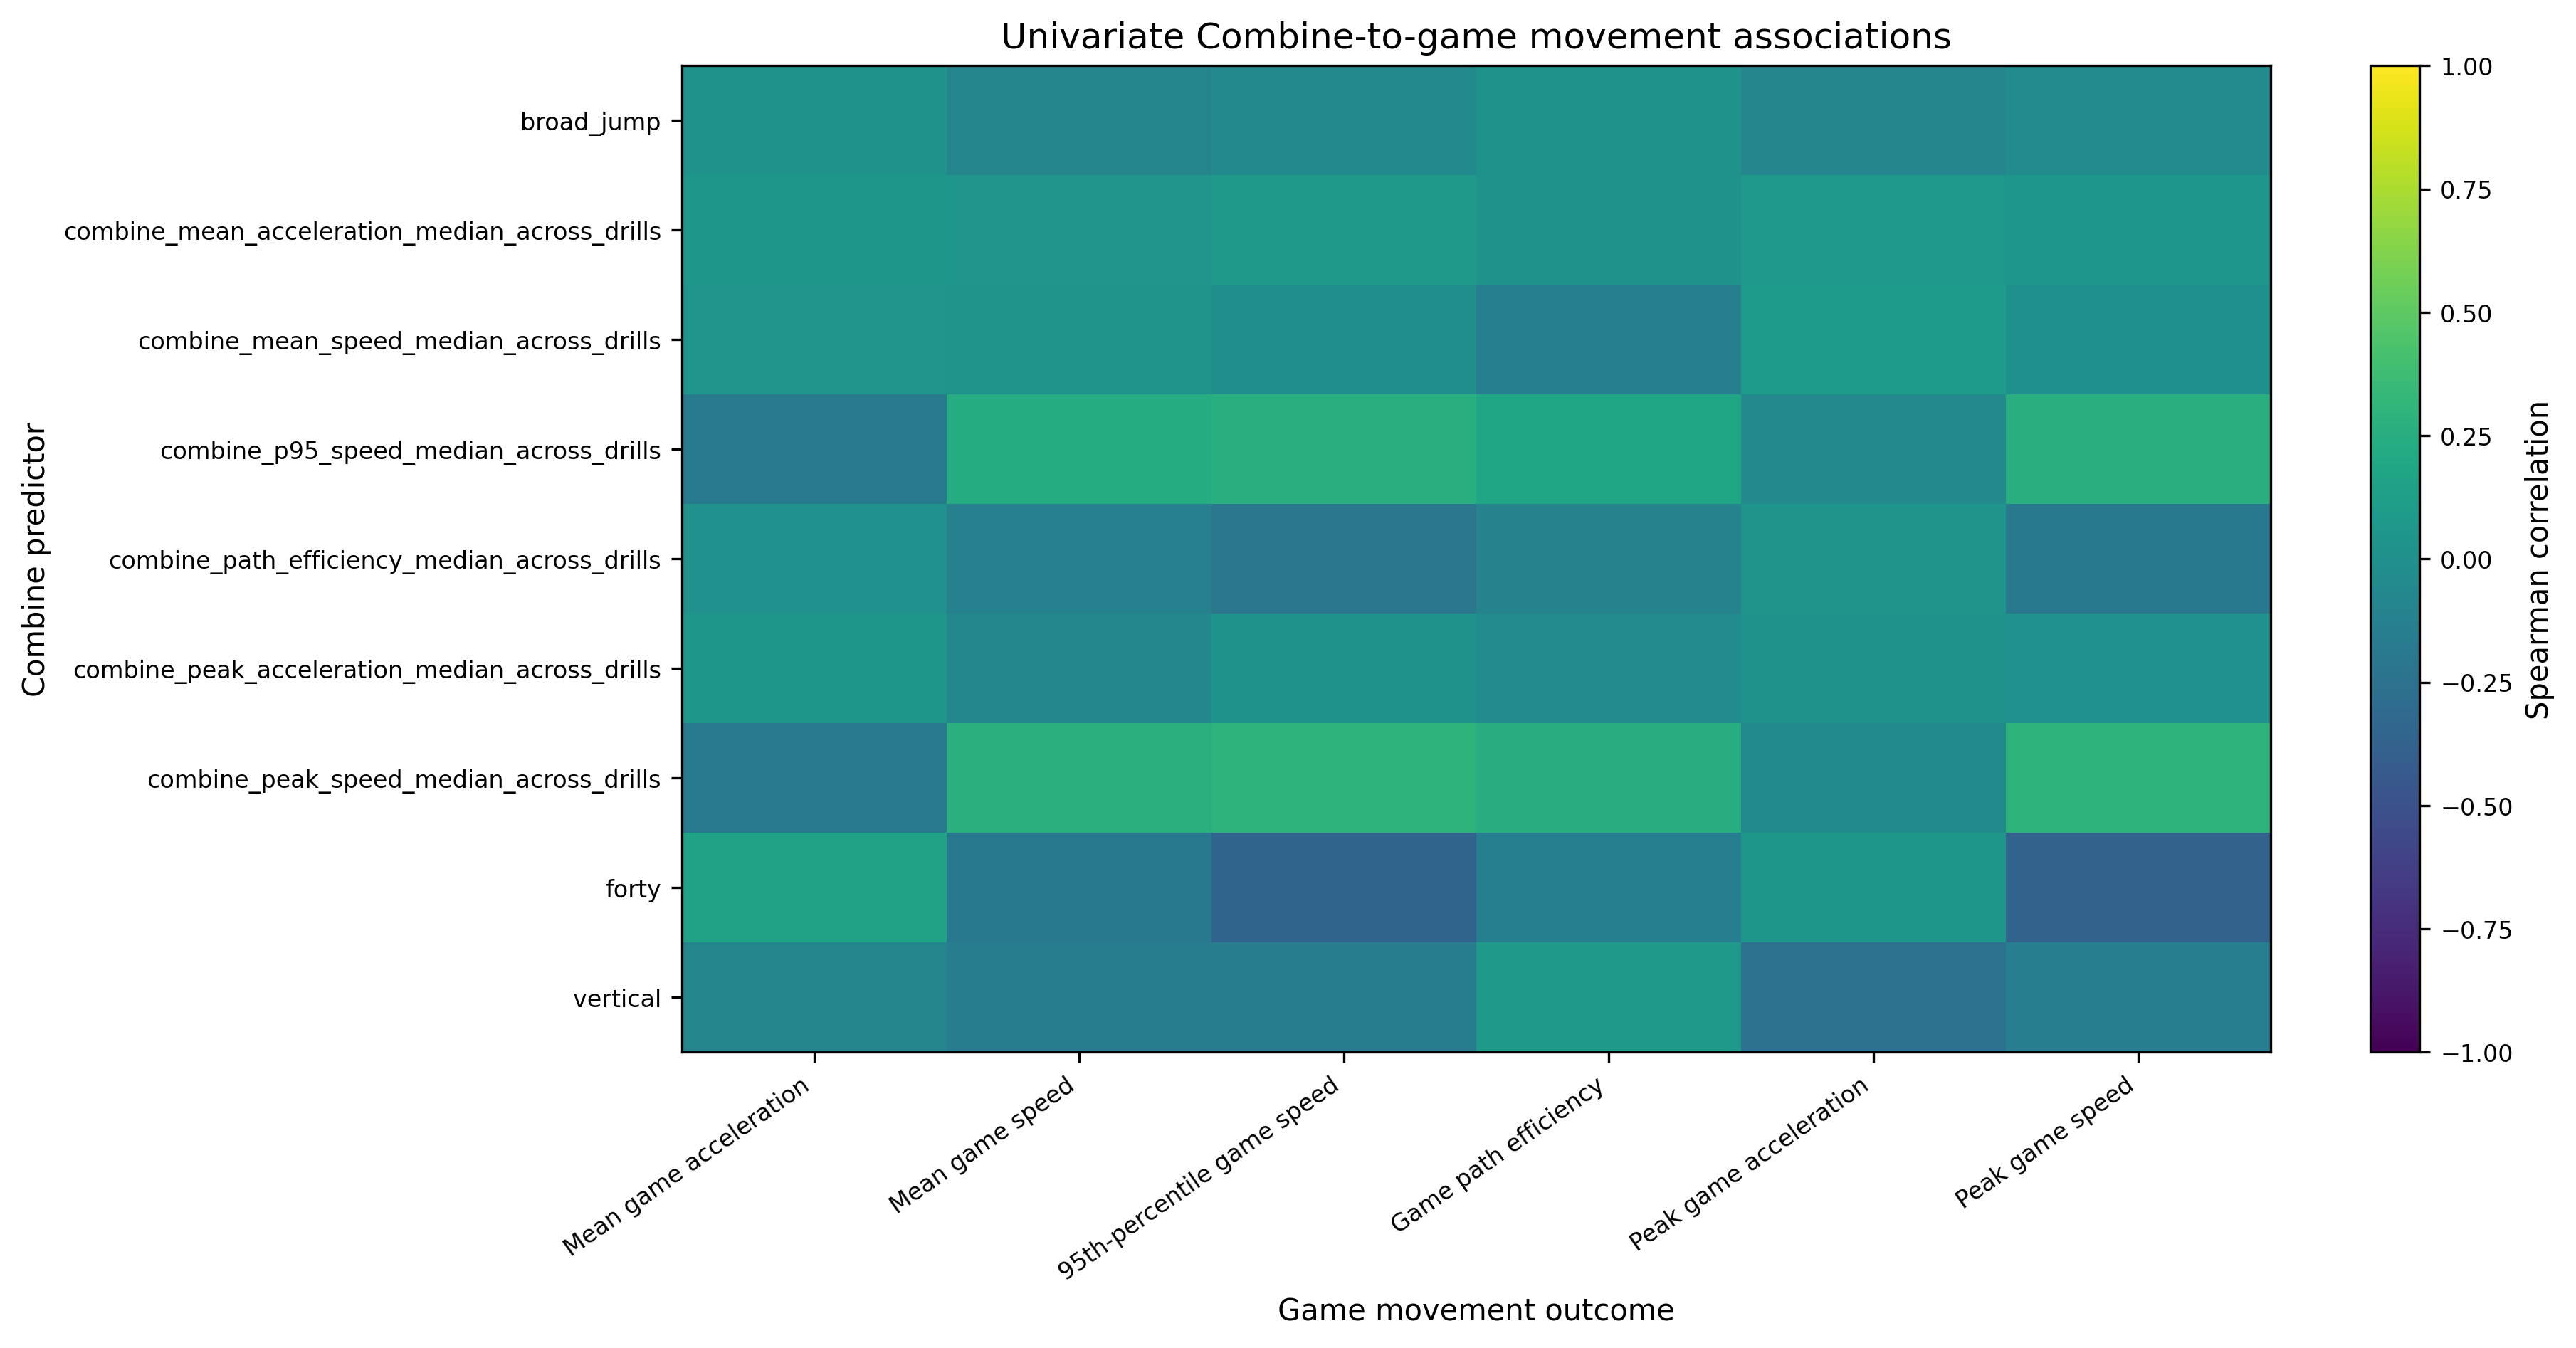 Univariate Combine-to-game movement associations
Combine predictor
broad_jump
combine_mean_acceleration_median_across_drills
combine_mean_speed_median_across_drills
combine_p95_speed_median_across_drills
combine_path_efficiency_median_across_drills
combine_peak_acceleration_median_across_drills
combine_peak_speed_median_across_drills
forty
vertical
Mean game acceleration
Mean game speed
95th-percentile game speed
Game path efficiency
Peak game acceleration
Peak game speed
Game movement outcome
1.00
0.75
0.50
0.25
0.00
−0.25
−0.50
−0.75
−1.00
Spearman correlation